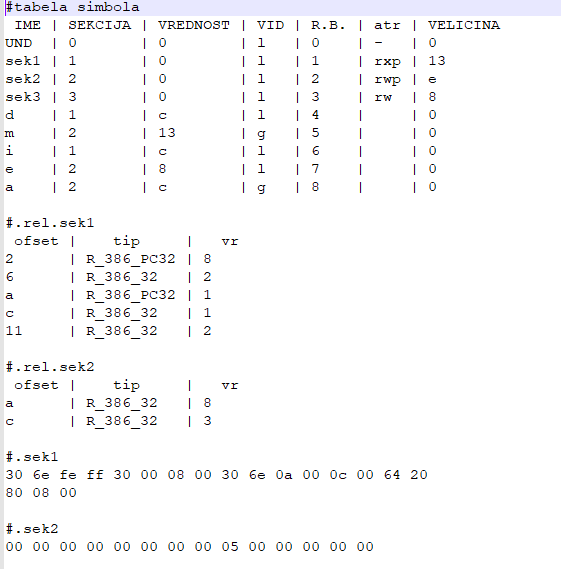 #tabela simbola
IME | SEKCIJA | VREDNOST | VID | R.B. | atr | VELICINA
UND | 0 | 0 | l | 0 | - | 0
sek1 | 1 | 0 | l | 1 | rxp | 13
sek2 | 2 | 0 | l | 2 | rwp | e
sek3 | 3 | 0 | l | 3 | rw | 8
d | 1 | c | l | 4 | | 0
m | 2 | 13 | g | 5 | | 0
i | 1 | c | l | 6 | | 0
e | 2 | 8 | l | 7 | | 0
a | 2 | c | g | 8 | | 0
#.rel.sek1
ofset | tip | vr
2 | R_386_PC32 | 8
6 | R_386_32 | 2
a | R_386_PC32 | 1
c | R_386_32 | 1
11 | R_386_32 | 2
#.rel.sek2
ofset | tip | vr
a | R_386_32 | 8
c | R_386_32 | 3
#.sek1
30 6e fe ff 30 00 08 00 30 6e 0a 00 0c 00 64 20
80 08 00
#.sek2
00 00 00 00 00 00 00 00 05 00 00 00 00 00